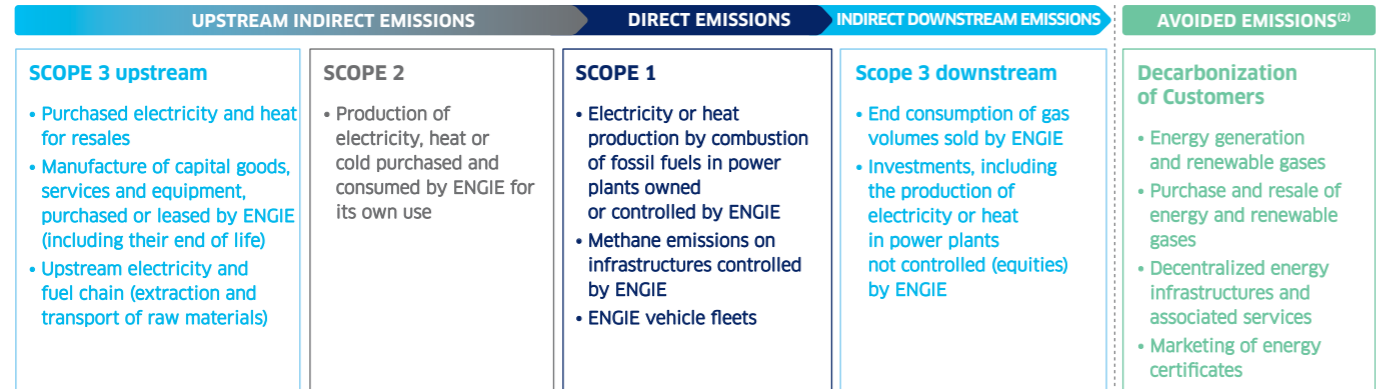 UPSTREAM INDIRECT EMISSIONS
DIRECT EMISSIONS
INDIRECT DOWNSTREAM EMISSIONS
AVOIDED EMISSIONS(2)
SCOPE 3 upstream
• Purchased electricity and heat
for resales
• Manufacture of capital goods,
services and equipment,
purchased or leased by ENGIE
(including their end of life)
• Upstream electricity and
fuel chain (extraction and
transport of raw materials)
SCOPE 2
• Production of
electricity, heat or
cold purchased and
consumed by ENGIE for
its own use
SCOPE 1
• Electricity or heat
production by combustion
of fossil fuels in power
plants owned
or controlled by ENGIE
• Methane emissions on
infrastructures controlled
by ENGIE
• ENGIE vehicle fleets
Scope 3 downstream
• End consumption of gas
volumes sold by ENGIE
• Investments, including
the production of
electricity or heat
in power plants
not controlled (equities)
by ENGIE
Decarbonization
of Customers
• Energy generation
and renewable gases
• Purchase and resale of
energy and renewable
gases
• Decentralized energy
infrastructures and
associated services
• Marketing of energy
certificates